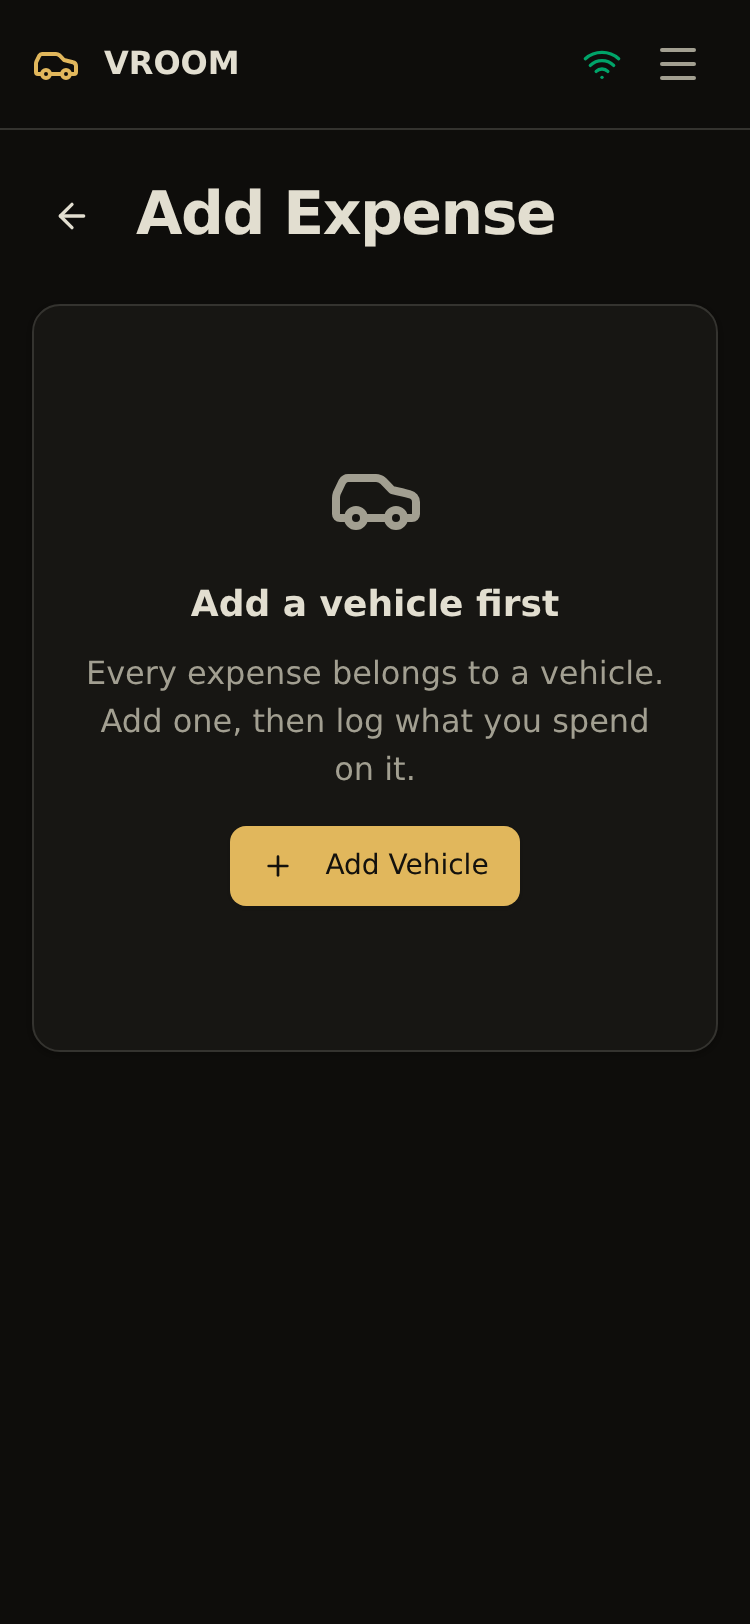 VROOM
Add Expense
Add a vehicle first
Every expense belongs to a vehicle.
Add one, then log what you spend
on it.
Add Vehicle